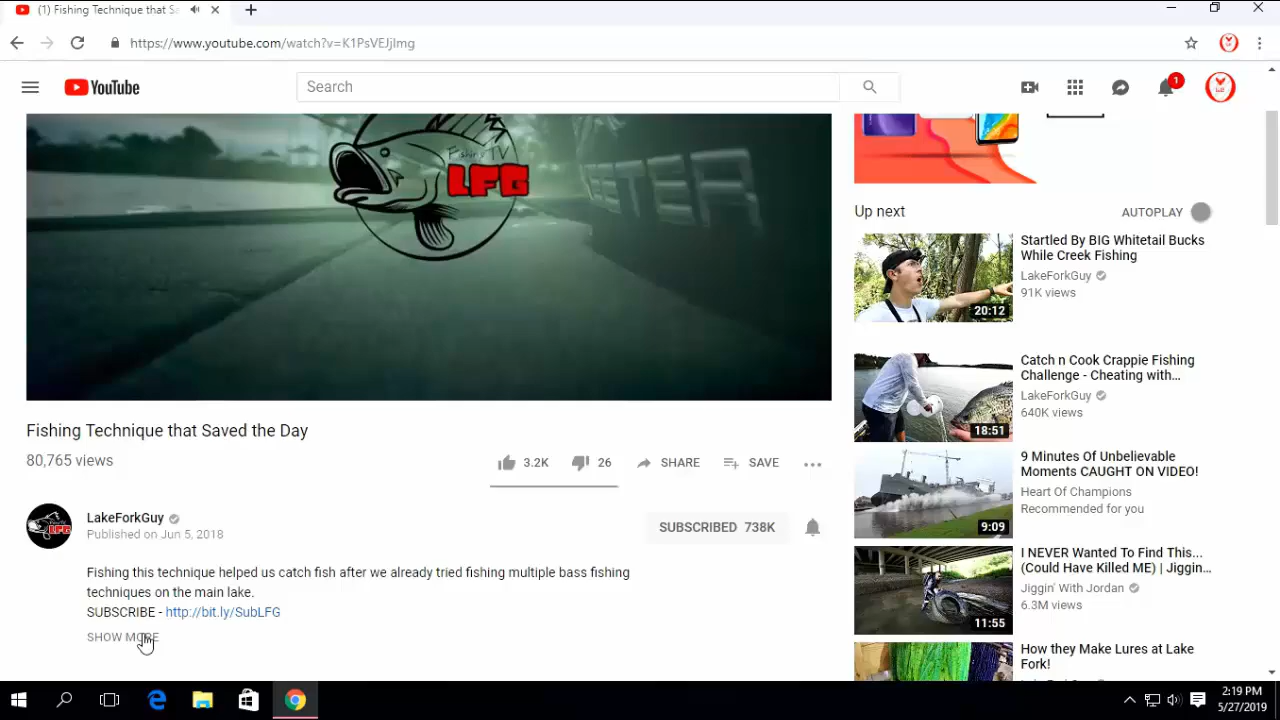 (1) Fishing Technique that S
https://www.youtube.com/watch?v=K1PsVEJjImg
YouTube
Search
1
Fishing TV
LFG
Up next
AUTOPLAY
Startled By BIG Whitetail Bucks
While Creek Fishing
LakeForkGuy
91K views
20:12
Catch n Cook Crappie Fishing
Challenge - Cheating with...
LakeForkGuy
640K views
18:51
Fishing Technique that Saved the Day
80,765 views
3.2K
26
SHARE
SAVE
9 Minutes Of Unbelievable
Moments CAUGHT ON VIDEO!
Heart Of Champions
Recommended for you
9:09
LakeForkGuy
Published on Jun 5, 2018
SUBSCRIBED 738K
Fishing this technique helped us catch fish after we already tried fishing multiple bass fishing
techniques on the main lake.
SUBSCRIBE - http://bit.ly/SubLFG
SHOW MORE
I NEVER Wanted To Find This...
(Could Have Killed ME) | Jiggin...
Jiggin' With Jordan
6.3M views
11:55
How they Make Lures at Lake
Fork!
2:19 PM
5/27/2019